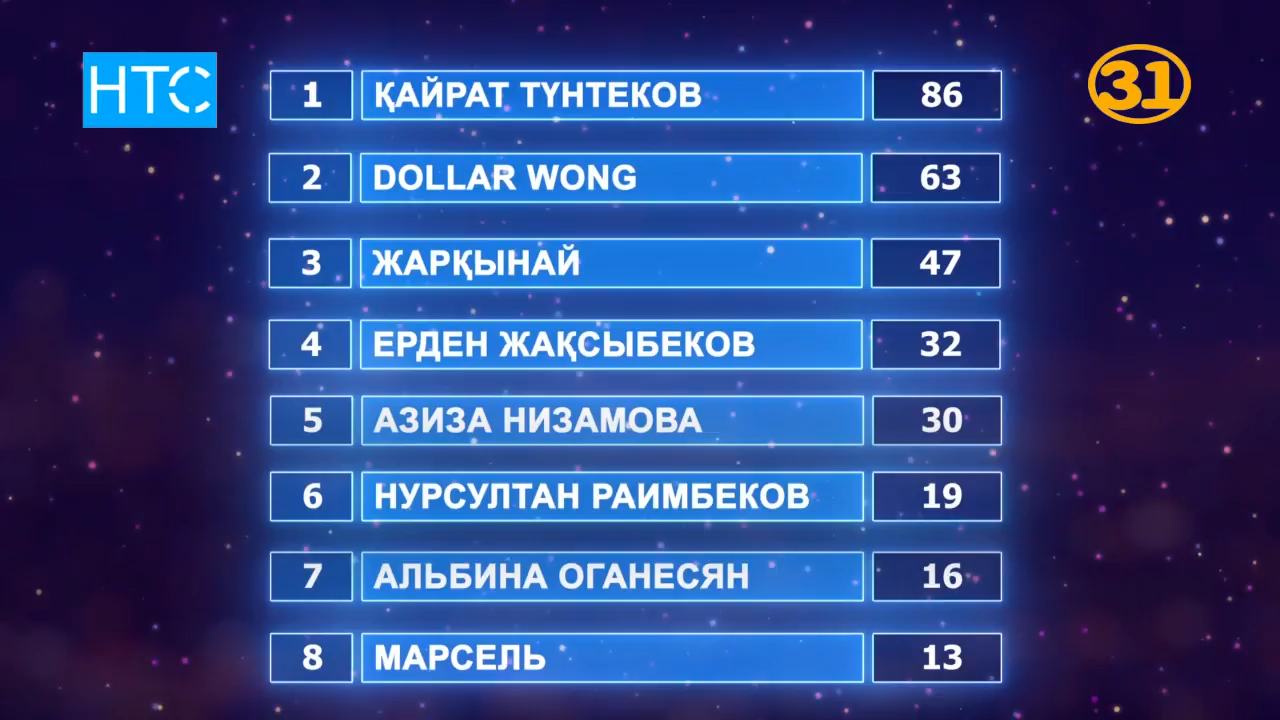 НТС
31
1 ҚАЙРАТ ТҮНТЕКОВ 86
2 DOLLAR WONG 63
3 ЖАРҚЫНАЙ 47
4 ЕРДЕН ЖАҚСЫБЕКОВ 32
5 АЗИЗА НИЗАМОВА 30
6 НУРСУЛТАН РАИМБЕКОВ 19
7 АЛЬБИНА ОГАНЕСЯН 16
8 МАРСЕЛЬ 13